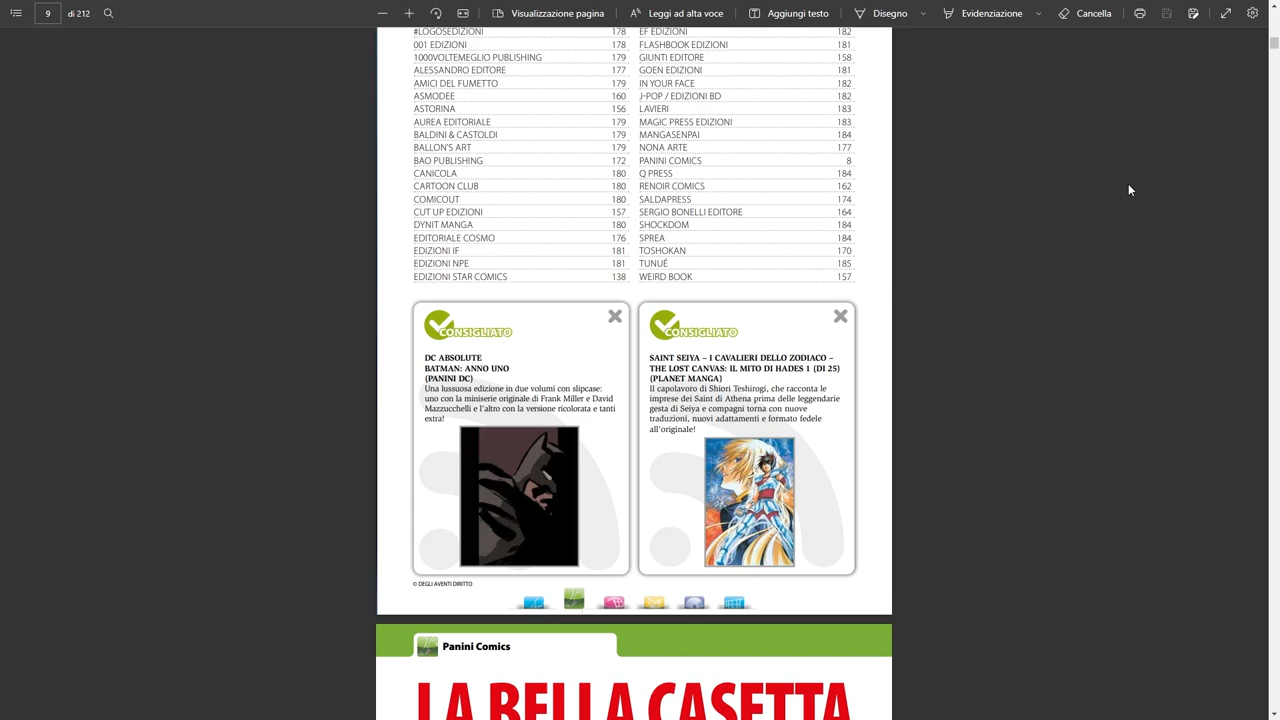 9 di 212 Visualizzazione pagina Leggi ad alta voce Aggiungi testo Disegno Evidenziazione Cancella
#LOGOSEDIZIONI 178
001 EDIZIONI 178
1000VOLTEMEGLIO PUBLISHING 179
ALESSANDRO EDITORE 177
AMICI DEL FUMETTO 179
ASMODEE 160
ASTORINA 156
AUREA EDITORIALE 179
BALDINI & CASTOLDI 179
BALLON'S ART 179
BAO PUBLISHING 172
CANICOLA 180
CARTOON CLUB 180
COMICOUT 180
CUT UP EDIZIONI 157
DYNIT MANGA 180
EDITORIALE COSMO 176
EDIZIONI IF 181
EDIZIONI NPE 181
EDIZIONI STAR COMICS 138
EF EDIZIONI 182
FLASHBOOK EDIZIONI 181
GIUNTI EDITORE 158
GOEN EDIZIONI 181
IN YOUR FACE 182
J-POP / EDIZIONI BD 182
LAVIERI 183
MAGIC PRESS EDIZIONI 183
MANGASENPAI 184
NONA ARTE 177
PANINI COMICS 8
Q PRESS 184
RENOIR COMICS 162
SALDAPRESS 174
SERGIO BONELLI EDITORE 164
SHOCKDOM 184
SPREA 184
TOSHOKAN 170
TUNUÉ 185
WEIRD BOOK 157
CONSIGLIATO
DC ABSOLUTE
BATMAN: ANNO UNO
(PANINI DC)
Una lussuosa edizione in due volumi con slipcase:
uno con la miniserie originale di Frank Miller e David
Mazzucchelli e l'altro con la versione ricolorata e tanti
extra!
CONSIGLIATO
SAINT SEIYA – I CAVALIERI DELLO ZODIACO –
THE LOST CANVAS: IL MITO DI HADES 1 (DI 25)
(PLANET MANGA)
Il capolavoro di Shiori Teshirogi, che racconta le
imprese dei Saint di Athena prima delle leggendarie
gesta di Seiya e compagni torna con nuove
traduzioni, nuovi adattamenti e formato fedele
all'originale!
© DEGLI AVENTI DIRITTO
Panini Comics
LA BELLA CASETTA